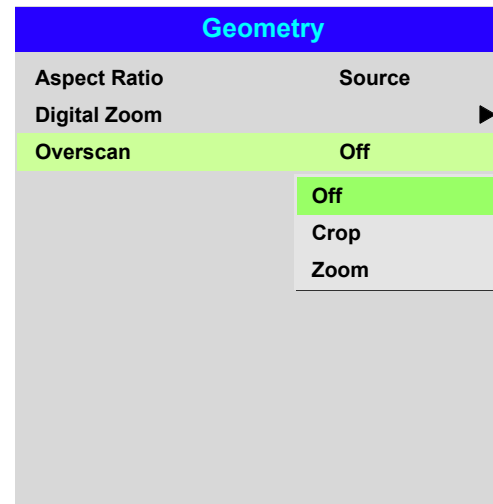 Geometry
Aspect Ratio Source
Digital Zoom
Overscan Off
Off
Crop
Zoom